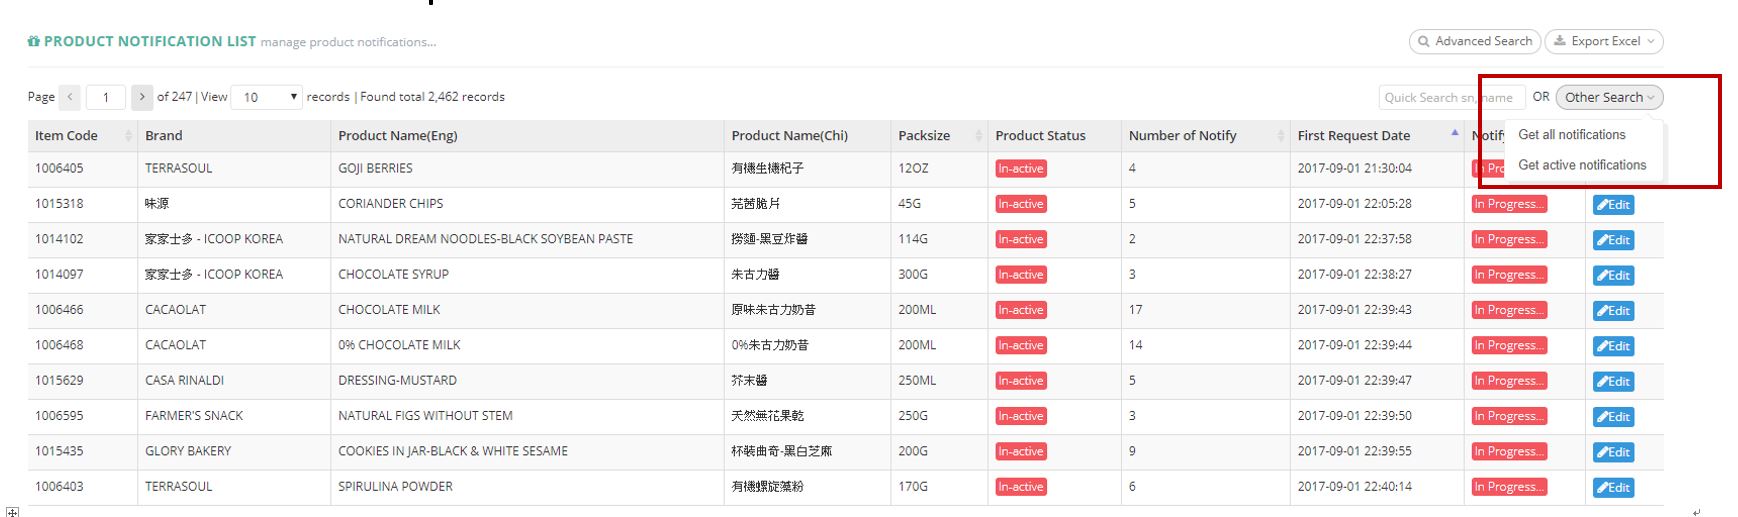 PRODUCT NOTIFICATION LIST manage product notifications... Advanced Search Export Excel
Page 1 of 247 | View 10 records | Found total 2,462 records Quick Search sn, name OR Other Search
Get all notifications
Get active notifications
Item Code Brand Product Name(Eng) Product Name(Chi) Packsize Product Status Number of Notify First Request Date Notify
1006405 TERRASOUL GOJI BERRIES 有機生機杞子 12OZ In-active 4 2017-09-01 21:30:04 In Pro
1015318 味源 CORIANDER CHIPS 芫茜脆片 45G In-active 5 2017-09-01 22:05:28 In Progress... Edit
1014102 家家士多 - ICOOP KOREA NATURAL DREAM NOODLES-BLACK SOYBEAN PASTE 撈麵-黑豆炸醬 114G In-active 2 2017-09-01 22:37:58 In Progress... Edit
1014097 家家士多 - ICOOP KOREA CHOCOLATE SYRUP 朱古力醬 300G In-active 3 2017-09-01 22:38:27 In Progress... Edit
1006466 CACAOLAT CHOCOLATE MILK 原味朱古力奶昔 200ML In-active 17 2017-09-01 22:39:43 In Progress... Edit
1006468 CACAOLAT 0% CHOCOLATE MILK 0%朱古力奶昔 200ML In-active 14 2017-09-01 22:39:44 In Progress... Edit
1015629 CASA RINALDI DRESSING-MUSTARD 芥末醬 250ML In-active 5 2017-09-01 22:39:47 In Progress... Edit
1006595 FARMER'S SNACK NATURAL FIGS WITHOUT STEM 天然無花果乾 250G In-active 3 2017-09-01 22:39:50 In Progress... Edit
1015435 GLORY BAKERY COOKIES IN JAR-BLACK & WHITE SESAME 杯裝曲奇-黑白芝麻 200G In-active 9 2017-09-01 22:39:55 In Progress... Edit
1006403 TERRASOUL SPIRULINA POWDER 有機螺旋藻粉 170G In-active 6 2017-09-01 22:40:14 In Progress... Edit